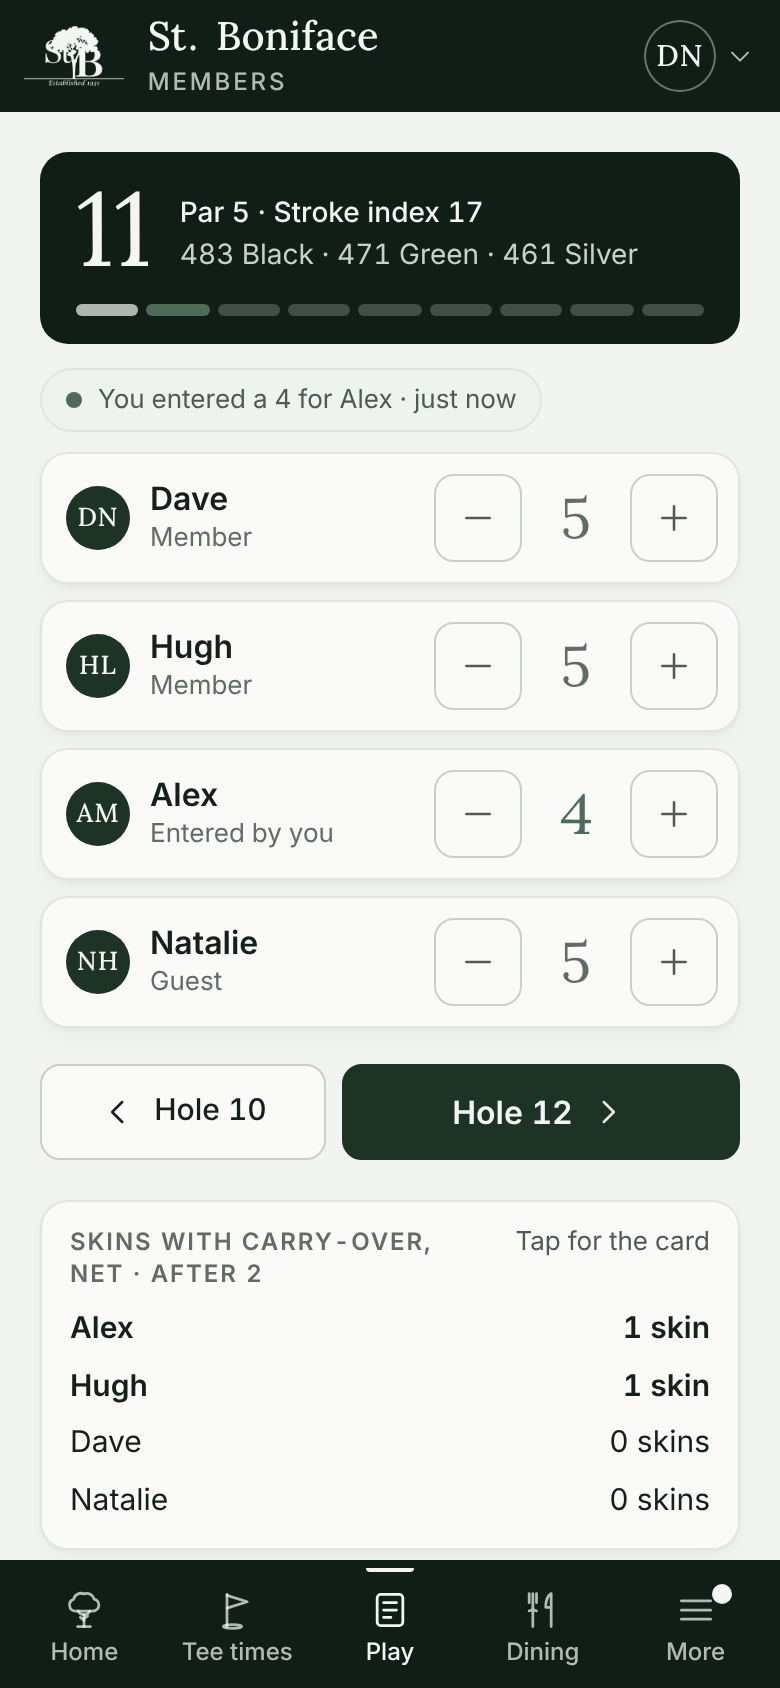 StB
Established 1931
St. Boniface
MEMBERS
DN
11
Par 5 · Stroke index 17
483 Black · 471 Green · 461 Silver
You entered a 4 for Alex · just now
DN
Dave
Member
− 5 +
HL
Hugh
Member
− 5 +
AM
Alex
Entered by you
− 4 +
NH
Natalie
Guest
− 5 +
Hole 10
Hole 12
SKINS WITH CARRY-OVER,
NET · AFTER 2
Tap for the card
Alex 1 skin
Hugh 1 skin
Dave 0 skins
Natalie 0 skins
Home
Tee times
Play
Dining
More